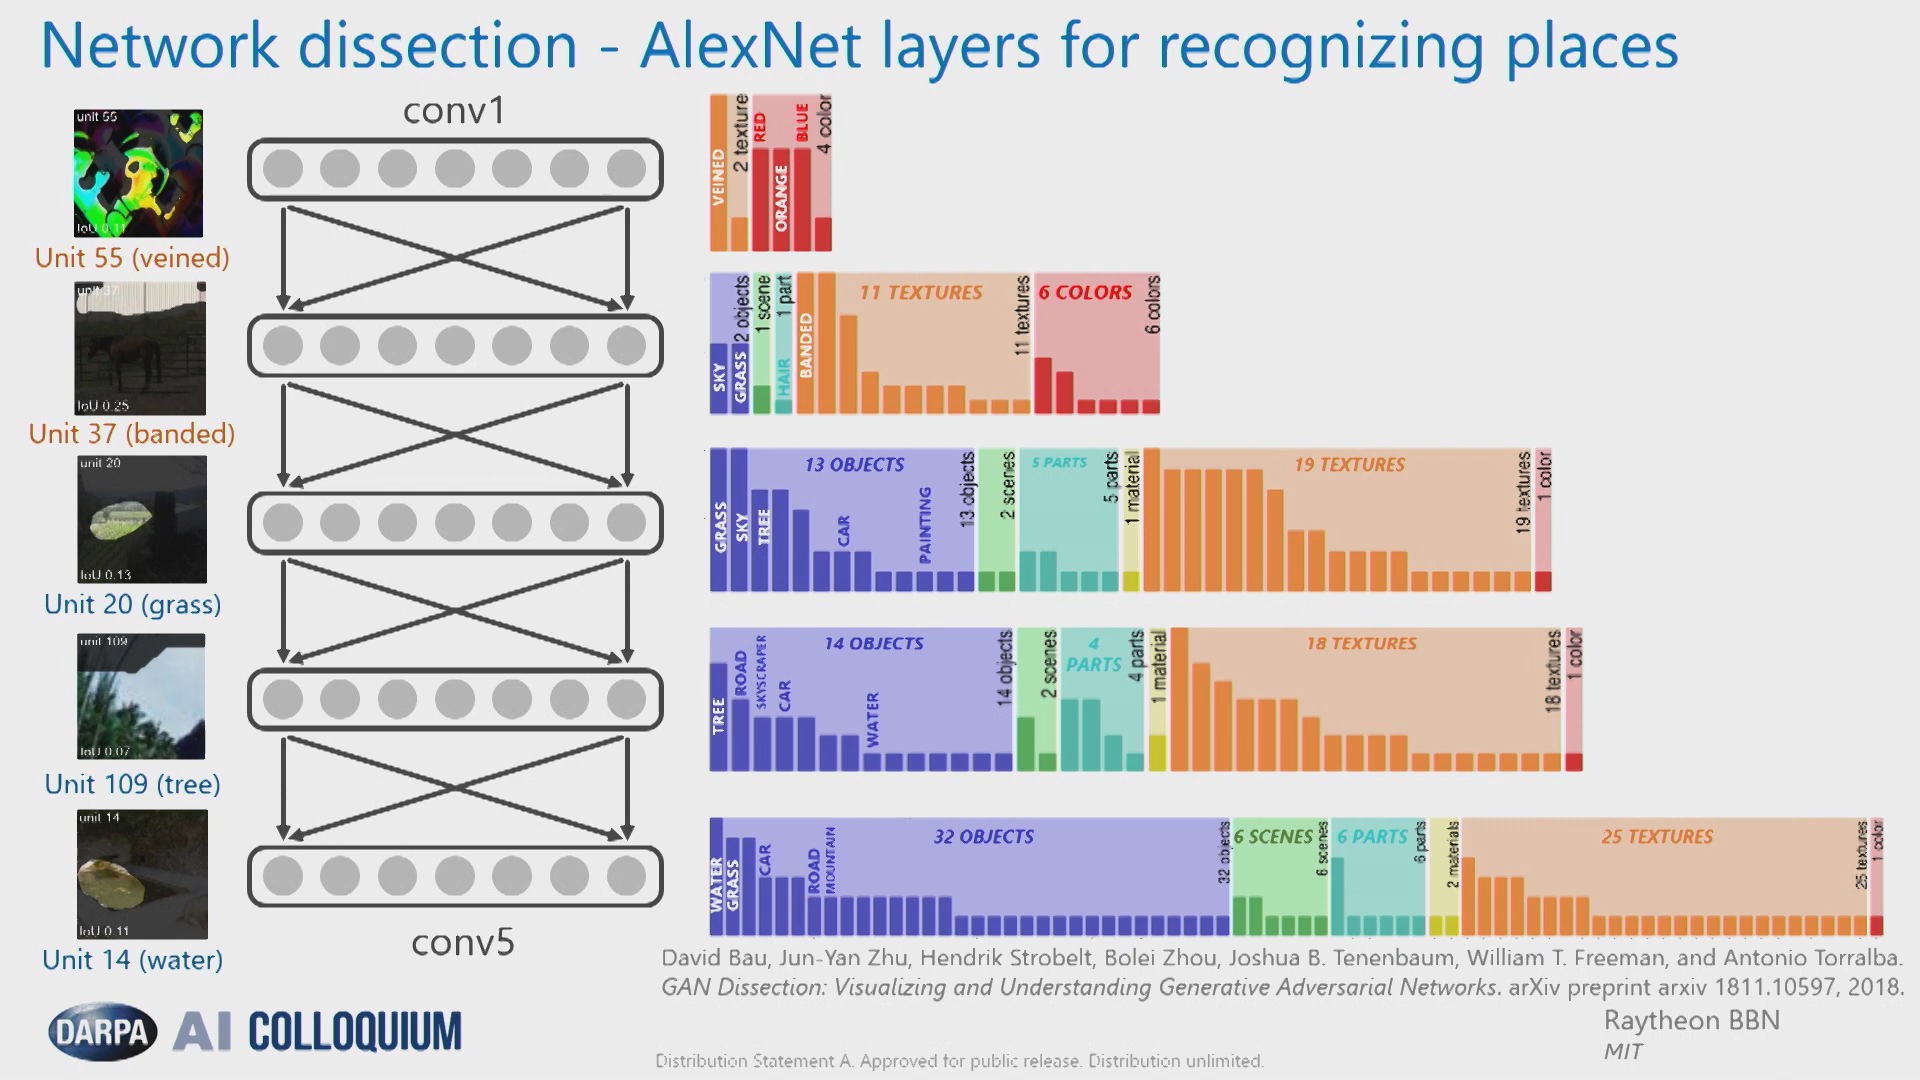 Network dissection - AlexNet layers for recognizing places
conv1
unit 55
IoU 0.11
Unit 55 (veined)
VEINED
2 texture
RED
ORANGE
BLUE
4 color
unit 37
IoU 0.25
Unit 37 (banded)
SKY
GRASS
2 objects
1 scene
HAIR
1 part
BANDED
11 TEXTURES
11 textures
6 COLORS
6 colors
unit 20
IoU 0.13
Unit 20 (grass)
GRASS
SKY
TREE
13 OBJECTS
CAR
PAINTING
13 objects
2 scenes
5 PARTS
5 parts
1 material
19 TEXTURES
19 textures
1 color
unit 109
IoU 0.07
Unit 109 (tree)
TREE
ROAD
SKYSCRAPER
CAR
14 OBJECTS
WATER
14 objects
2 scenes
4
PARTS
4 parts
1 material
18 TEXTURES
18 textures
1 color
unit 14
IoU 0.11
Unit 14 (water)
WATER
GRASS
CAR
ROAD
MOUNTAIN
32 OBJECTS
32 objects
6 SCENES
6 scenes
6 PARTS
6 parts
2 materials
25 TEXTURES
25 textures
1 color
conv5
David Bau, Jun-Yan Zhu, Hendrik Strobelt, Bolei Zhou, Joshua B. Tenenbaum, William T. Freeman, and Antonio Torralba.
GAN Dissection: Visualizing and Understanding Generative Adversarial Networks. arXiv preprint arxiv 1811.10597, 2018.
DARPA AI COLLOQUIUM
Raytheon BBN
MIT
Distribution Statement A. Approved for public release. Distribution unlimited.